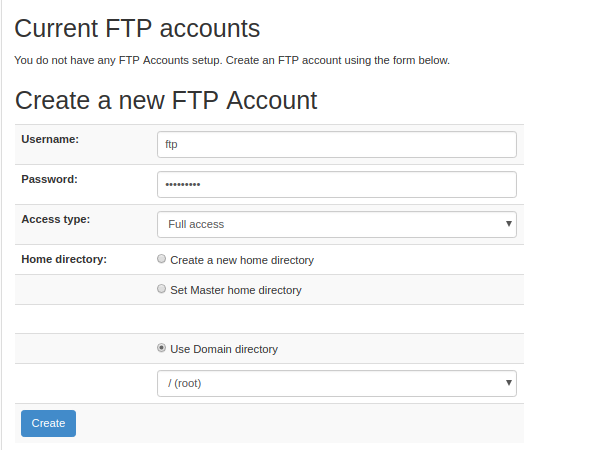 Current FTP accounts
You do not have any FTP Accounts setup. Create an FTP account using the form below.
Create a new FTP Account
Username:
ftp
Password:
•••••••••
Access type:
Full access
Home directory:
Create a new home directory
Set Master home directory
Use Domain directory
/ (root)
Create